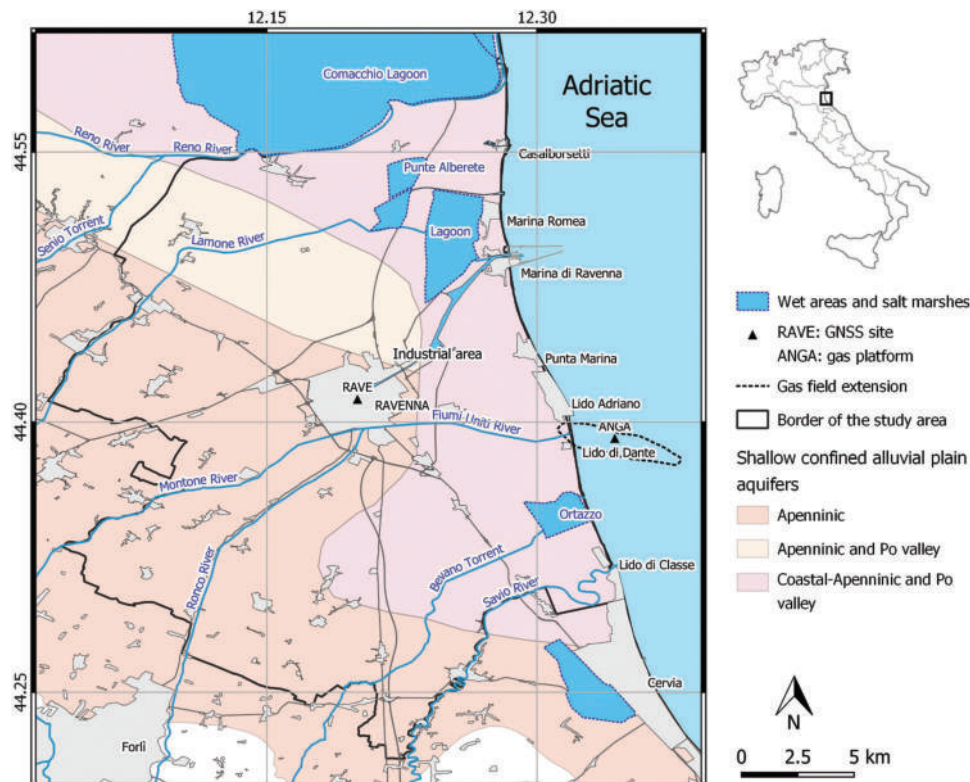 12.15
12.30
Comacchio Lagoon
Adriatic
Sea
Reno River
Reno River
44.55
Casalborsetti
Punte Alberete
Senio Torrent
Lamone River
Lagoon
Marina Romea
Marina di Ravenna
Industrial area
Punta Marina
RAVE
RAVENNA
Lido Adriano
44.40
Fiumi Uniti River
ANGA
Lido di Dante
Montone River
Ortazzo
Ronco River
Bevano Torrent
Savio River
Lido di Classe
44.25
Cervia
Forlì
Wet areas and salt marshes
RAVE: GNSS site
ANGA: gas platform
Gas field extension
Border of the study area
Shallow confined alluvial plain
aquifers
Apenninic
Apenninic and Po valley
Coastal-Apenninic and Po
valley
N
0 2.5 5 km